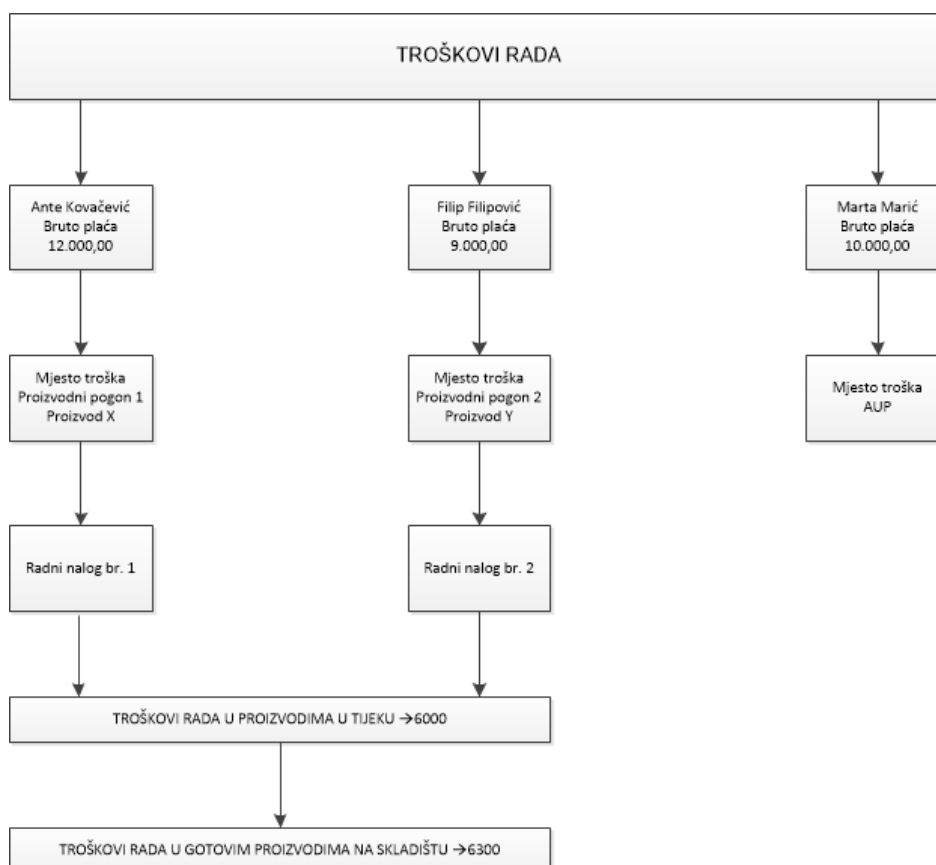 TROŠKOVI RADA
Ante Kovačević
Bruto plaća
12.000,00
Filip Filipović
Bruto plaća
9.000,00
Marta Marić
Bruto plaća
10.000,00
Mjesto troška
Proizvodni pogon 1
Proizvod X
Mjesto troška
Proizvodni pogon 2
Proizvod Y
Mjesto troška
AUP
Radni nalog br. 1
Radni nalog br. 2
TROŠKOVI RADA U PROIZVODIMA U TIJEKU →6000
TROŠKOVI RADA U GOTOVIM PROIZVODIMA NA SKLADIŠTU →6300